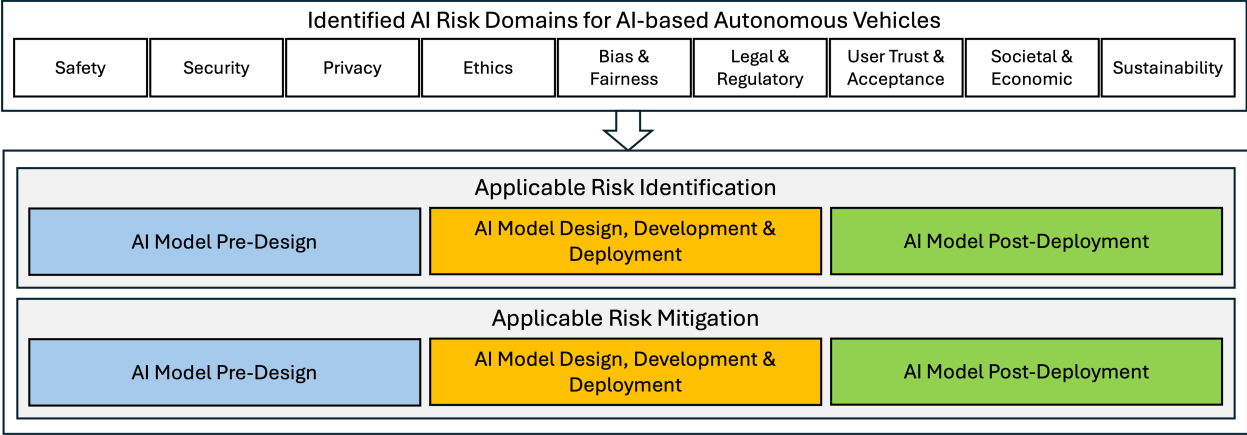 Identified AI Risk Domains for AI-based Autonomous Vehicles
Safety
Security
Privacy
Ethics
Bias &
Fairness
Legal &
Regulatory
User Trust &
Acceptance
Societal &
Economic
Sustainability
Applicable Risk Identification
AI Model Pre-Design
AI Model Design, Development &
Deployment
AI Model Post-Deployment
Applicable Risk Mitigation
AI Model Pre-Design
AI Model Design, Development &
Deployment
AI Model Post-Deployment